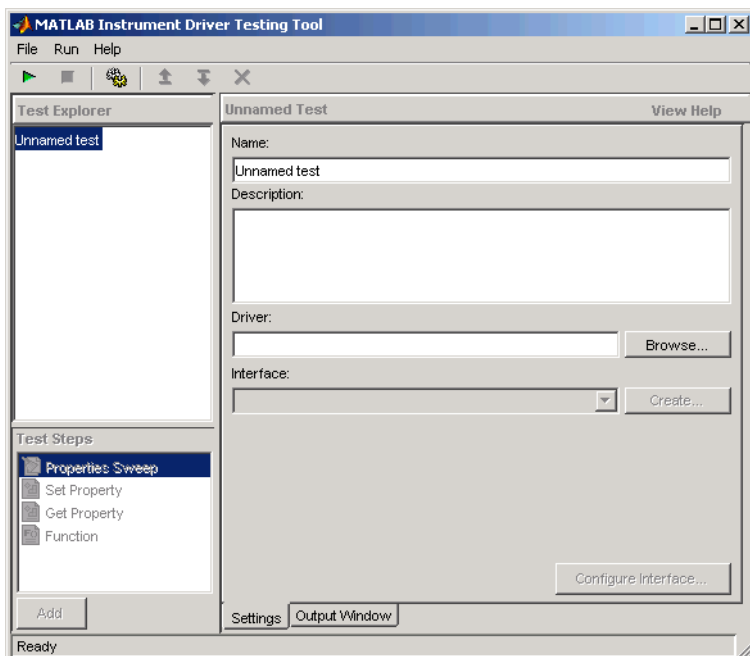 MATLAB Instrument Driver Testing Tool
File Run Help
Test Explorer
Unnamed test
Test Steps
Properties Sweep
Set Property
Get Property
Function
Add
Unnamed Test View Help
Name:
Unnamed test
Description:
Driver:
Browse...
Interface:
Create...
Configure Interface...
Settings Output Window
Ready